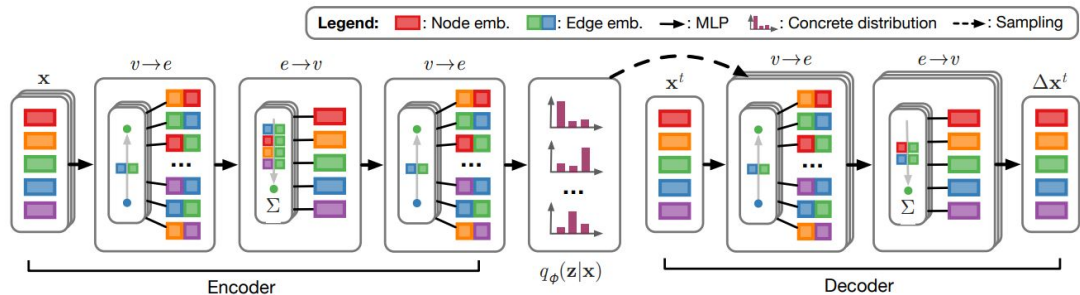 Legend: : Node emb. : Edge emb. : MLP : Concrete distribution : Sampling
x
v→e
e→v
v→e
x^t
v→e
e→v
Δx^t
...
...
...
...
Σ
Σ
q_ϕ(z|x)
Encoder
Decoder